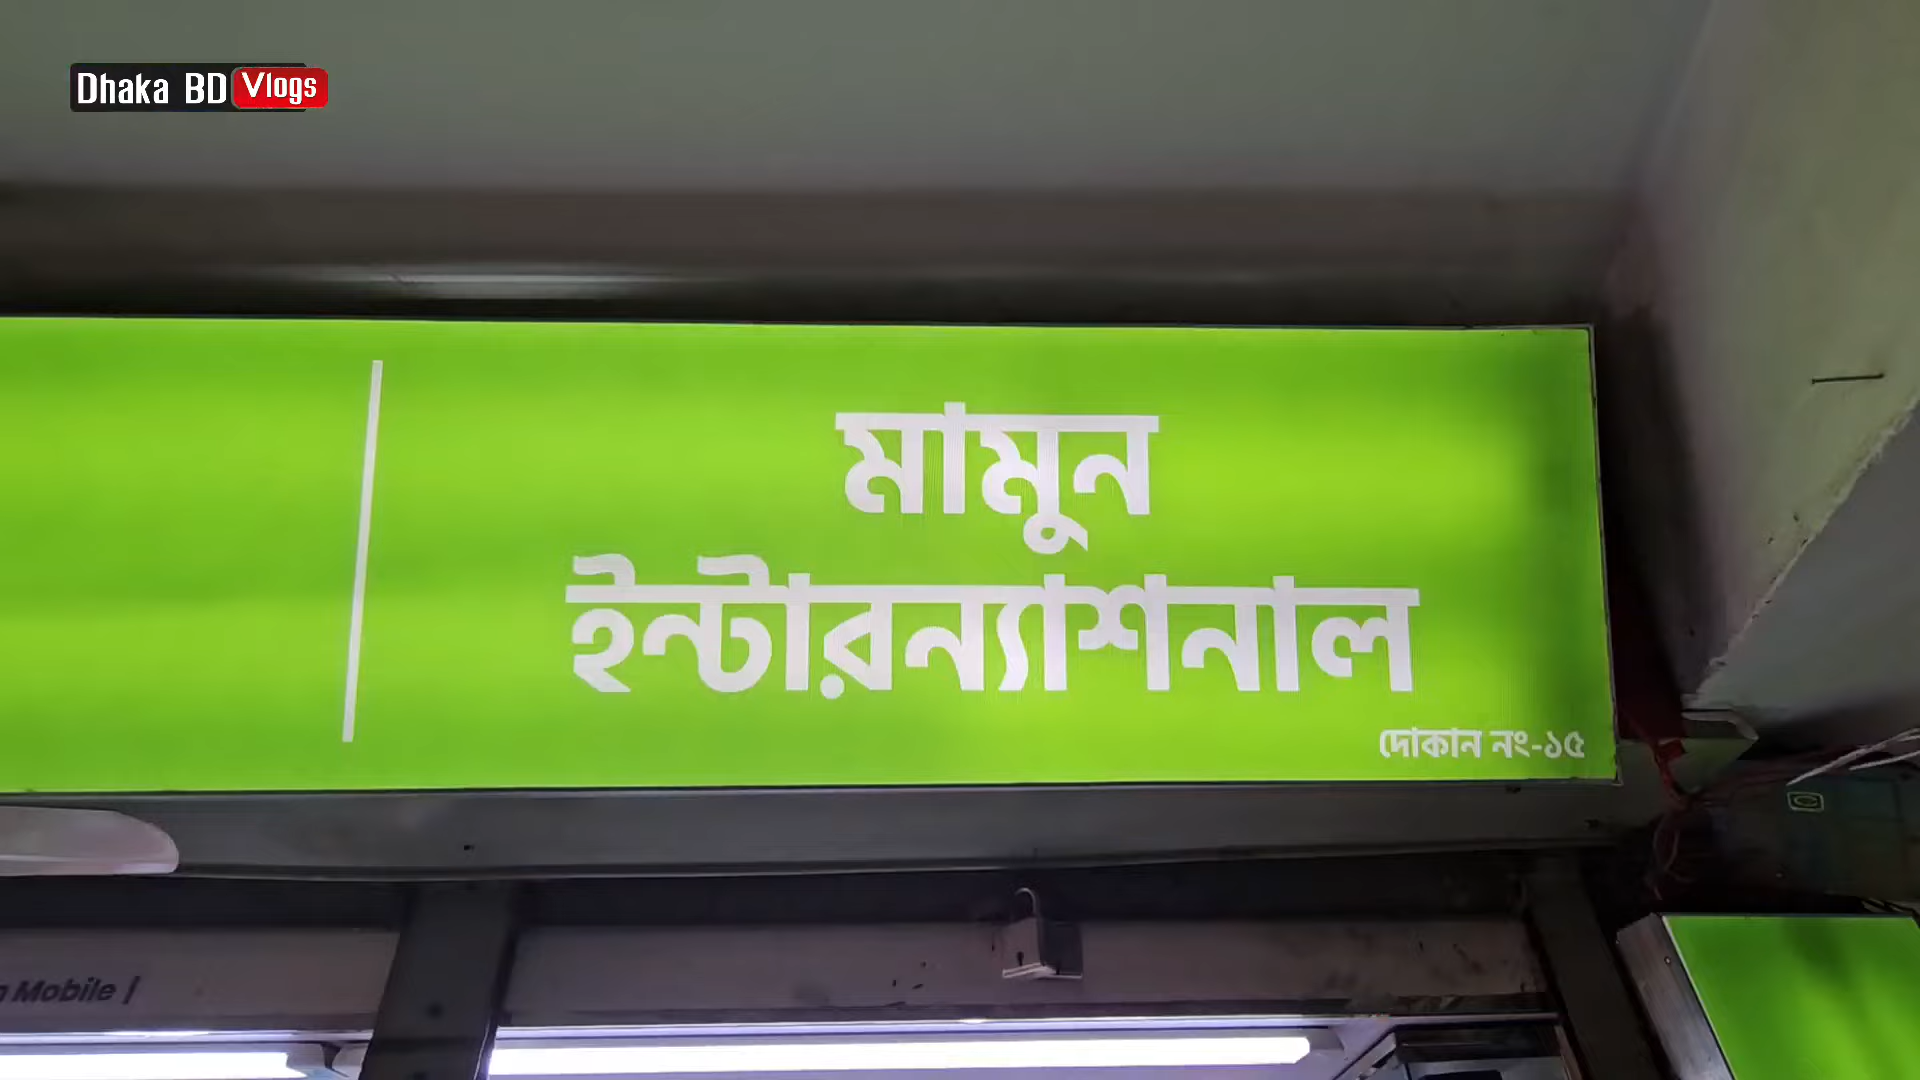 Dhaka BD Vlogs
মামুন
ইন্টারন্যাশনাল
দোকান নং-১৫
Mobile |